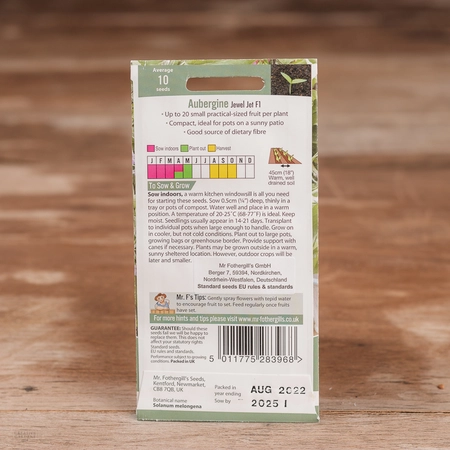 Average
10
seeds
Aubergine Jewel Jet F1
• Up to 20 small practical-sized fruit per plant
• Compact, ideal for pots on a sunny patio
• Good source of dietary fibre
Sow indoors Plant out Harvest
J F M A M J J A S O N D
45cm (18")
Warm, well
drained soil
To Sow & Grow
Sow indoors, a warm kitchen windowsill is all you need
for starting these seeds. Sow 0.5cm (¼") deep, thinly in a
tray or pots of compost. Water well and place in a warm
position. A temperature of 20-25°C (68-77°F) is ideal. Keep
moist. Seedlings usually appear in 14-21 days. Transplant
to individual pots when large enough to handle. Grow on
in cooler, but not cold conditions. Plant out to large pots,
growing bags or greenhouse border. Provide support with
canes if necessary. Plants may be grown outside in a warm,
sunny sheltered location. However, outdoor crops will be
later and smaller.
Mr Fothergill's GmbH
Berger 7, 59394, Nordkirchen,
Nordrhein-Westfalen, Deutschland
Standard seeds EU rules & standards
Mr. F's Tips: Gently spray flowers with tepid water
to encourage fruit to set. Feed regularly once fruits
have set.
For more hints and tips please visit www.mr-fothergills.co.uk
GUARANTEE: Should these
seeds fail we will be happy to
replace them. This does not
affect your statutory rights
Standard seeds.
EU rules and standards.
Performance subject to growing conditions.
Packed in UK
5 011775 283968 >
Mr. Fothergill's Seeds,
Kentford, Newmarket,
CB8 7QB, UK
Packed in
year ending
AUG 2022
Botanical name
Solanum melongena
Sow by
2025 I